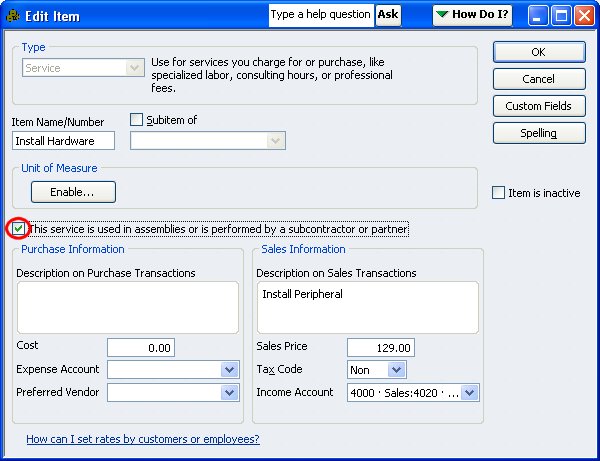 Edit Item
Type a help question Ask
How Do I?
Type
Service
Use for services you charge for or purchase, like
specialized labor, consulting hours, or professional
fees.
OK
Cancel
Custom Fields
Spelling
Item Name/Number
Subitem of
Install Hardware
Unit of Measure
Enable...
Item is inactive
This service is used in assemblies or is performed by a subcontractor or partner
Purchase Information
Description on Purchase Transactions
Cost 0.00
Expense Account
Preferred Vendor
Sales Information
Description on Sales Transactions
Install Peripheral
Sales Price 129.00
Tax Code Non
Income Account 4000 · Sales:4020 · ...
How can I set rates by customers or employees?